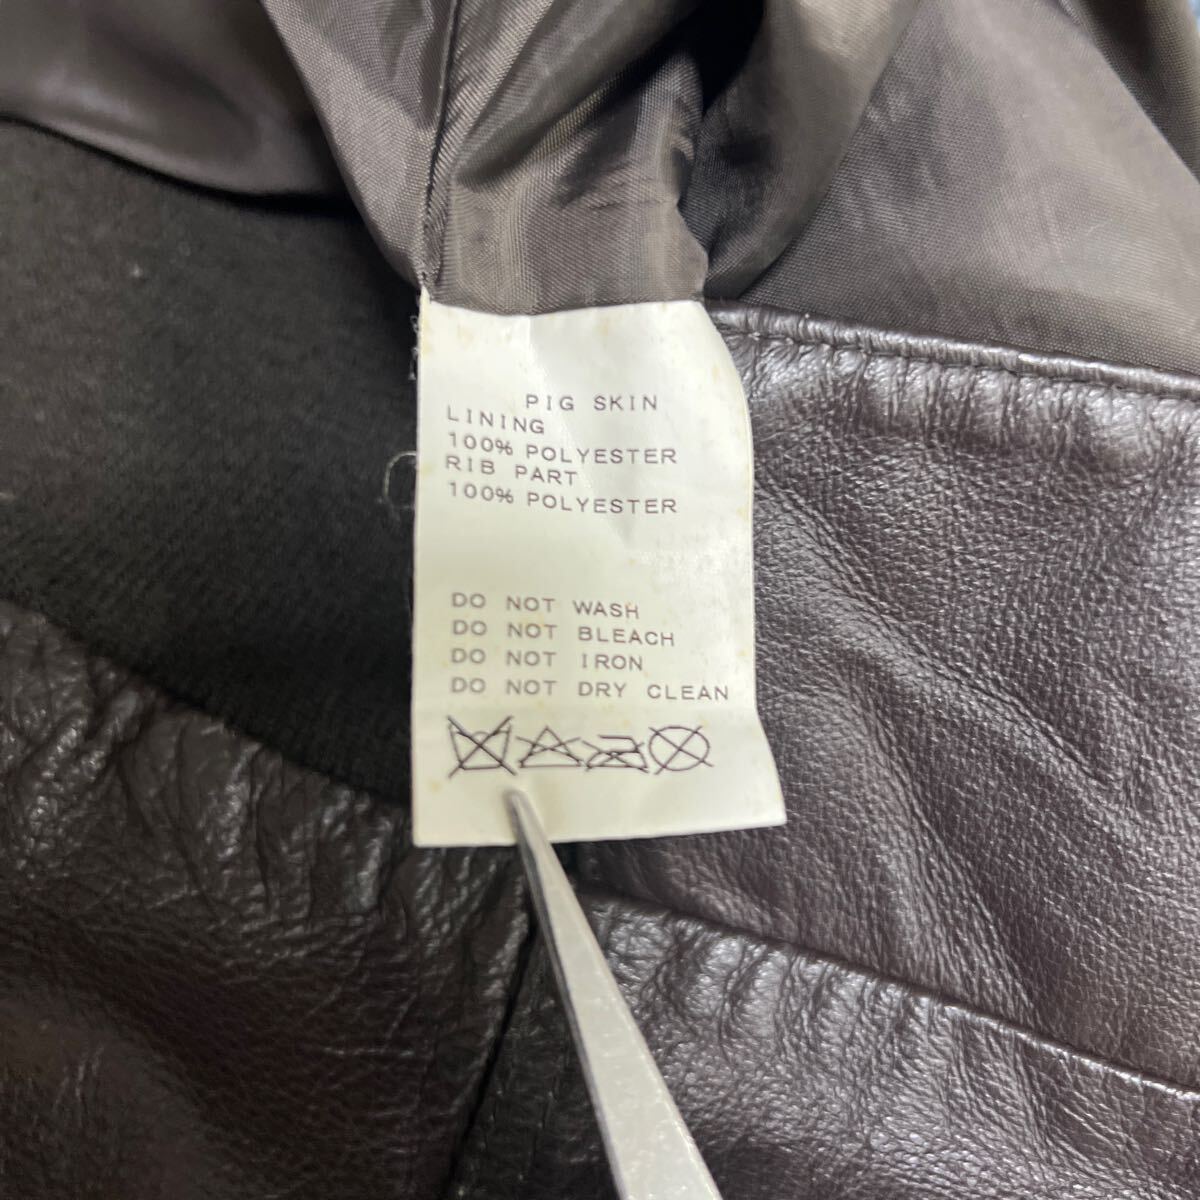 PIG SKIN
LINING
100% POLYESTER
RIB PART
100% POLYESTER
DO NOT WASH
DO NOT BLEACH
DO NOT IRON
DO NOT DRY CLEAN